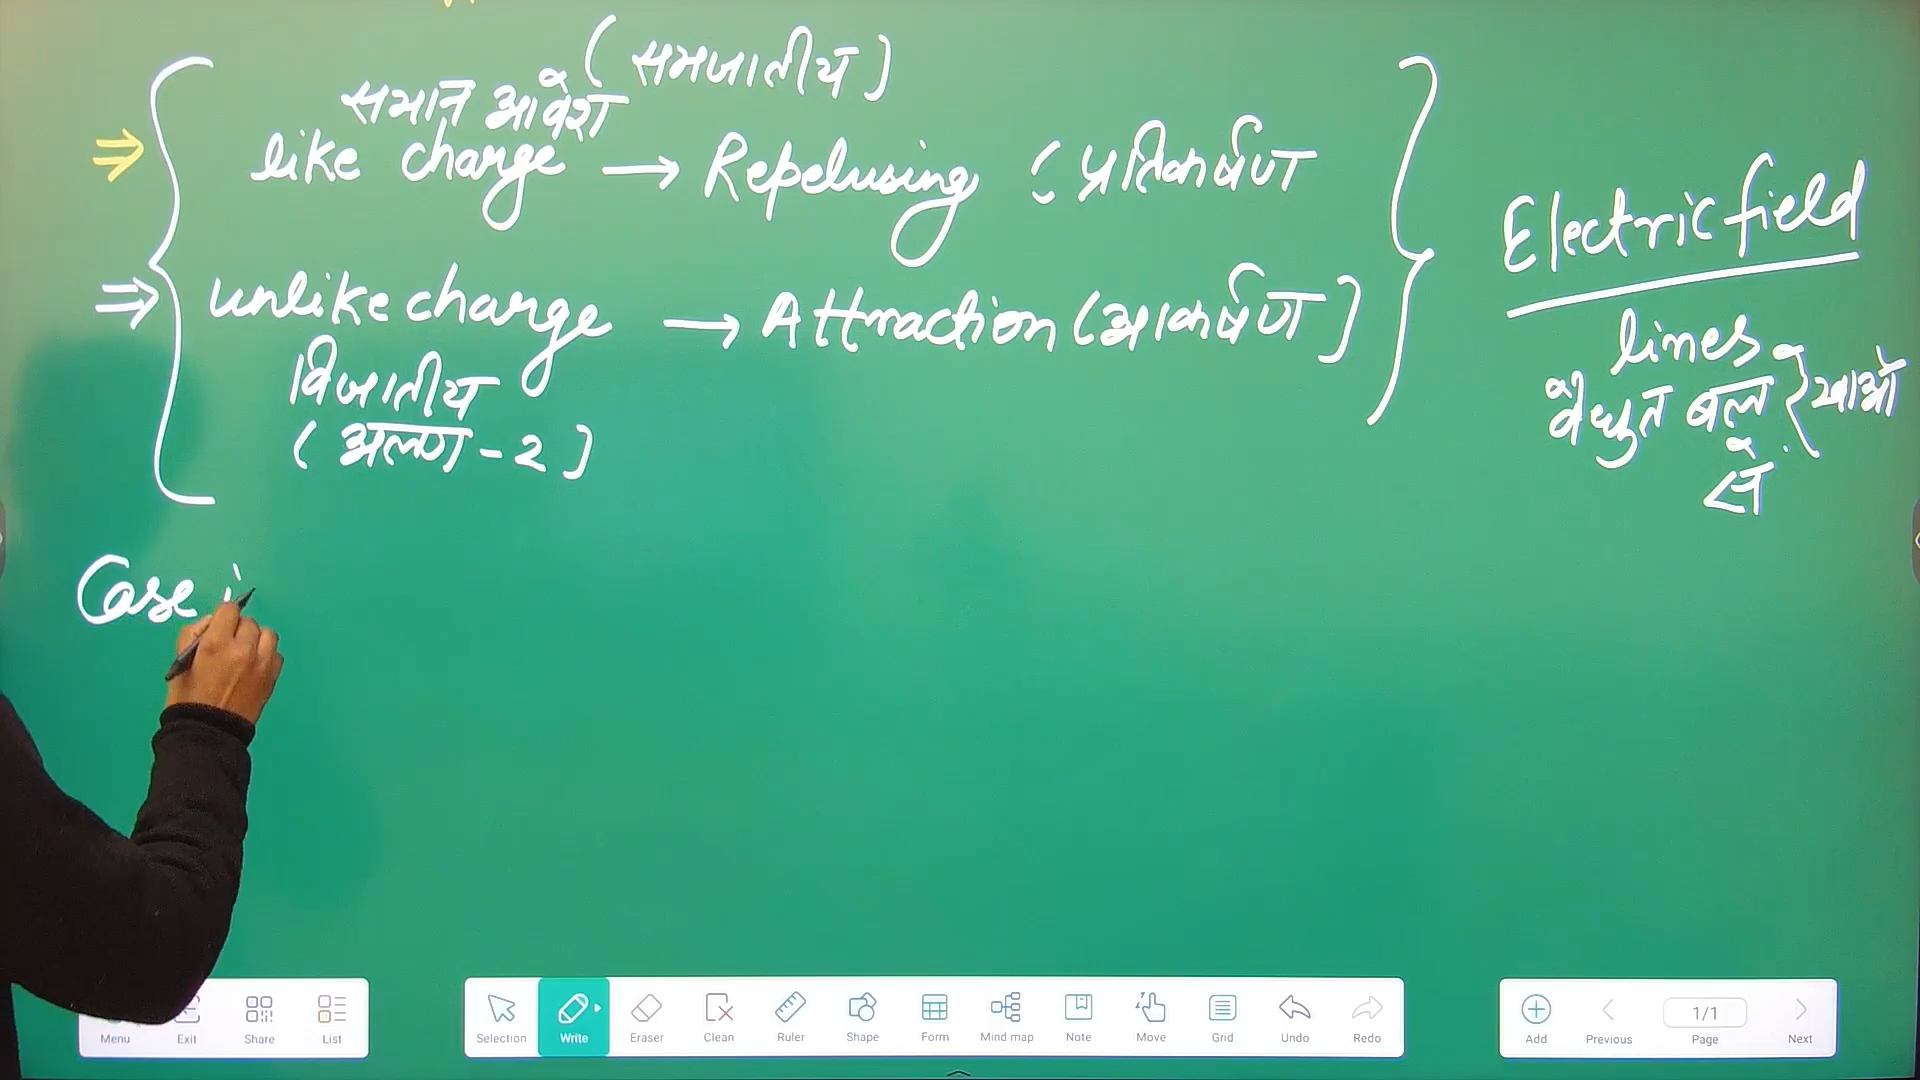 समान आवेश (समजातीय)
like charge → Repelusing (प्रतिकर्षण
unlike charge → Attraction (आकर्षण)
विजातीय
(अलग-2)
Electric field
lines
वैधुत बल रेखाओं
से
Case i
Menu Exit Share List
Selection Write Eraser Clean Ruler Shape Form Mind map Note Move Grid Undo Redo
Add Previous 1/1 Page Next